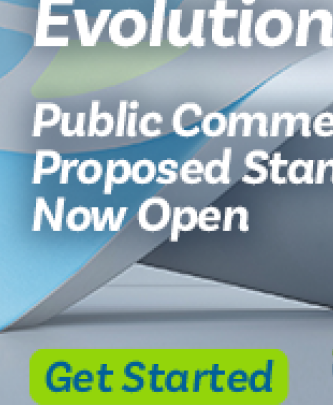 Evolution
Public Comme
Proposed Stan
Now Open
Get Started